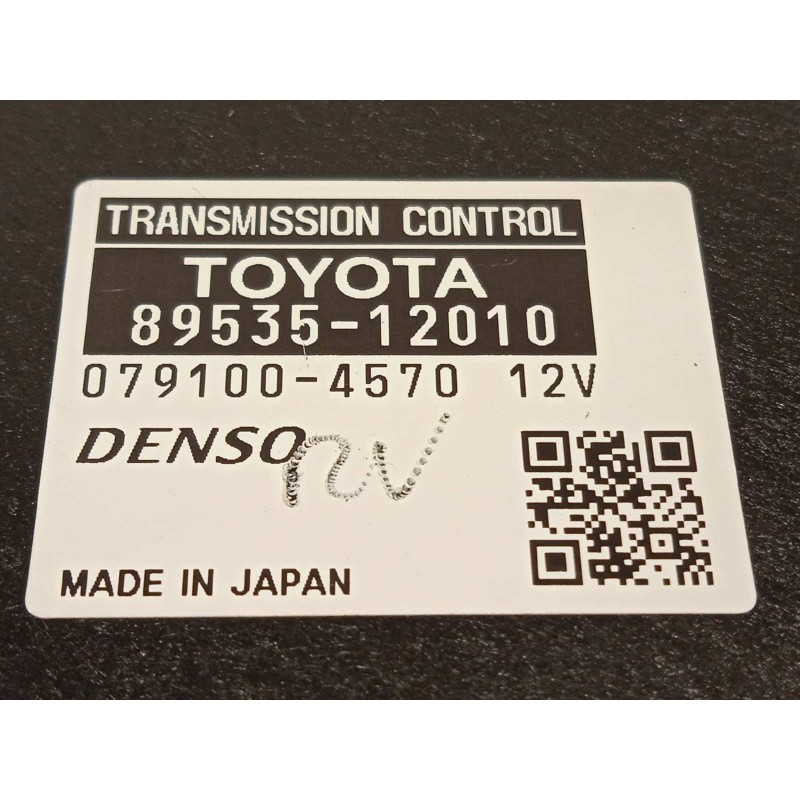 TRANSMISSION CONTROL
TOYOTA
89535-12010
079100-4570 12V
DENSO
MADE IN JAPAN